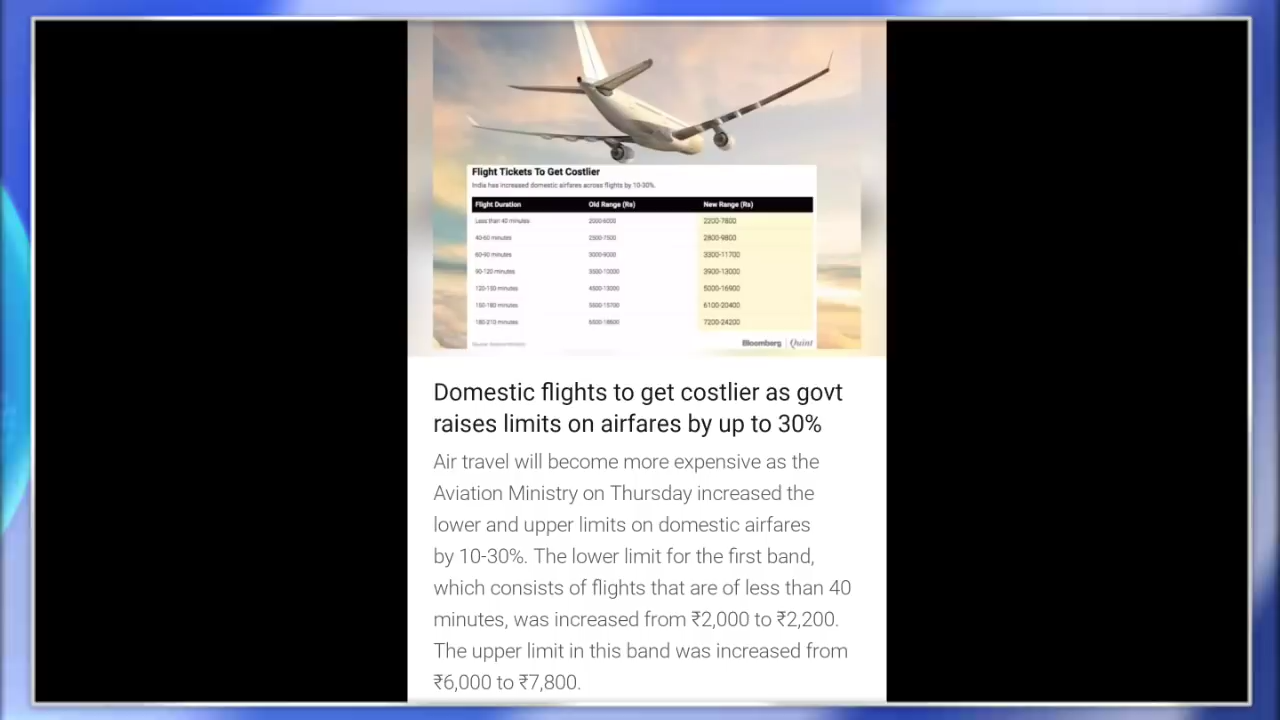 Flight Tickets To Get Costlier
India has increased domestic airfares across flights by 10-30%.
Flight Duration Old Range (Rs) New Range (Rs)
Less than 40 minutes 2000-6000 2200-7800
40-60 minutes 2500-7500 2800-9800
60-90 minutes 3000-9000 3300-11700
90-120 minutes 3500-10000 3900-13000
120-150 minutes 4500-13000 5000-16900
150-180 minutes 5500-15700 6100-20400
180-210 minutes 6500-18600 7200-24200
Bloomberg | Quint
Domestic flights to get costlier as govt
raises limits on airfares by up to 30%
Air travel will become more expensive as the
Aviation Ministry on Thursday increased the
lower and upper limits on domestic airfares
by 10-30%. The lower limit for the first band,
which consists of flights that are of less than 40
minutes, was increased from ₹2,000 to ₹2,200.
The upper limit in this band was increased from
₹6,000 to ₹7,800.